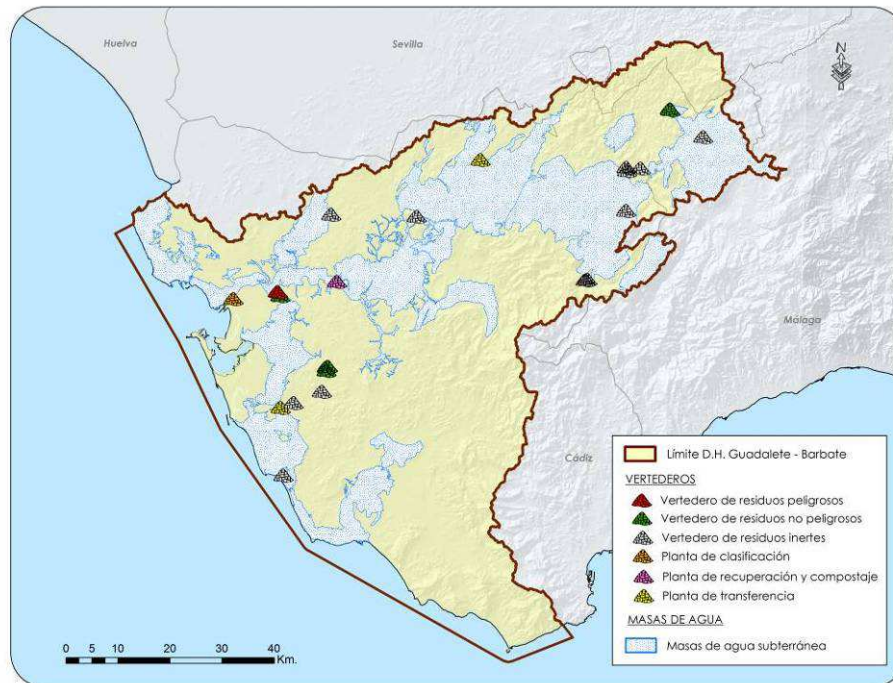 Huelva
Sevilla
N
Málaga
Cádiz
Límite D.H. Guadalete - Barbate
VERTEDEROS
Vertedero de residuos peligrosos
Vertedero de residuos no peligrosos
Vertedero de residuos inertes
Planta de clasificación
Planta de recuperación y compostaje
Planta de transferencia
MASAS DE AGUA
Masas de agua subterránea
0 5 10 20 30 40
Km.